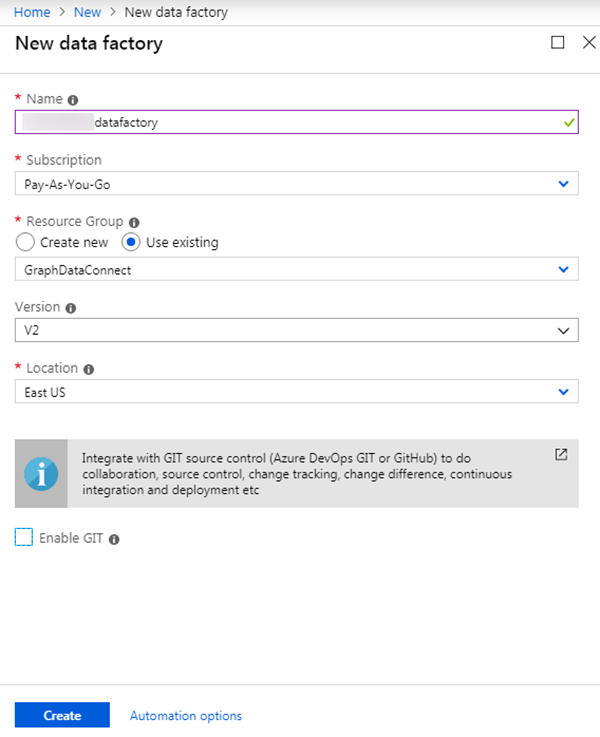 Home > New > New data factory
New data factory
* Name
datafactory
* Subscription
Pay-As-You-Go
* Resource Group
Create new Use existing
GraphDataConnect
Version
V2
* Location
East US
Integrate with GIT source control (Azure DevOps GIT or GitHub) to do
collaboration, source control, change tracking, change difference, continuous
integration and deployment etc
Enable GIT
Create Automation options